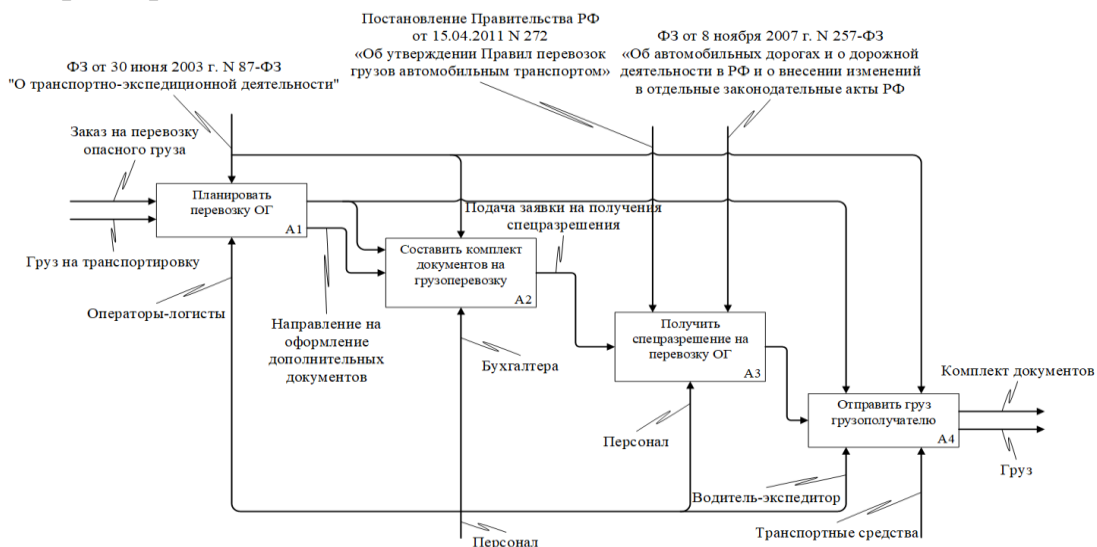 Постановление Правительства РФ
от 15.04.2011 N 272
«Об утверждении Правил перевозок
грузов автомобильным транспортом»
ФЗ от 8 ноября 2007 г. N 257-ФЗ
«Об автомобильных дорогах и о дорожной
деятельности в РФ и о внесении изменений
в отдельные законодательные акты РФ
ФЗ от 30 июня 2003 г. N 87-ФЗ
"О транспортно-экспедиционной деятельности"
Заказ на перевозку
опасного груза
Планировать
перевозку ОГ
A1
Груз на транспортировку
Операторы-логисты
Подача заявки на получения
спецразрешения
Составить комплект
документов на
грузоперевозку
A2
Направление на
оформление
дополнительных
документов
Бухгалтера
Получить
спецразрешение на
перевозку ОГ
A3
Персонал
Комплект документов
Отправить груз
грузополучателю
A4
Груз
Водитель-экспедитор
Транспортные средства
Персонал